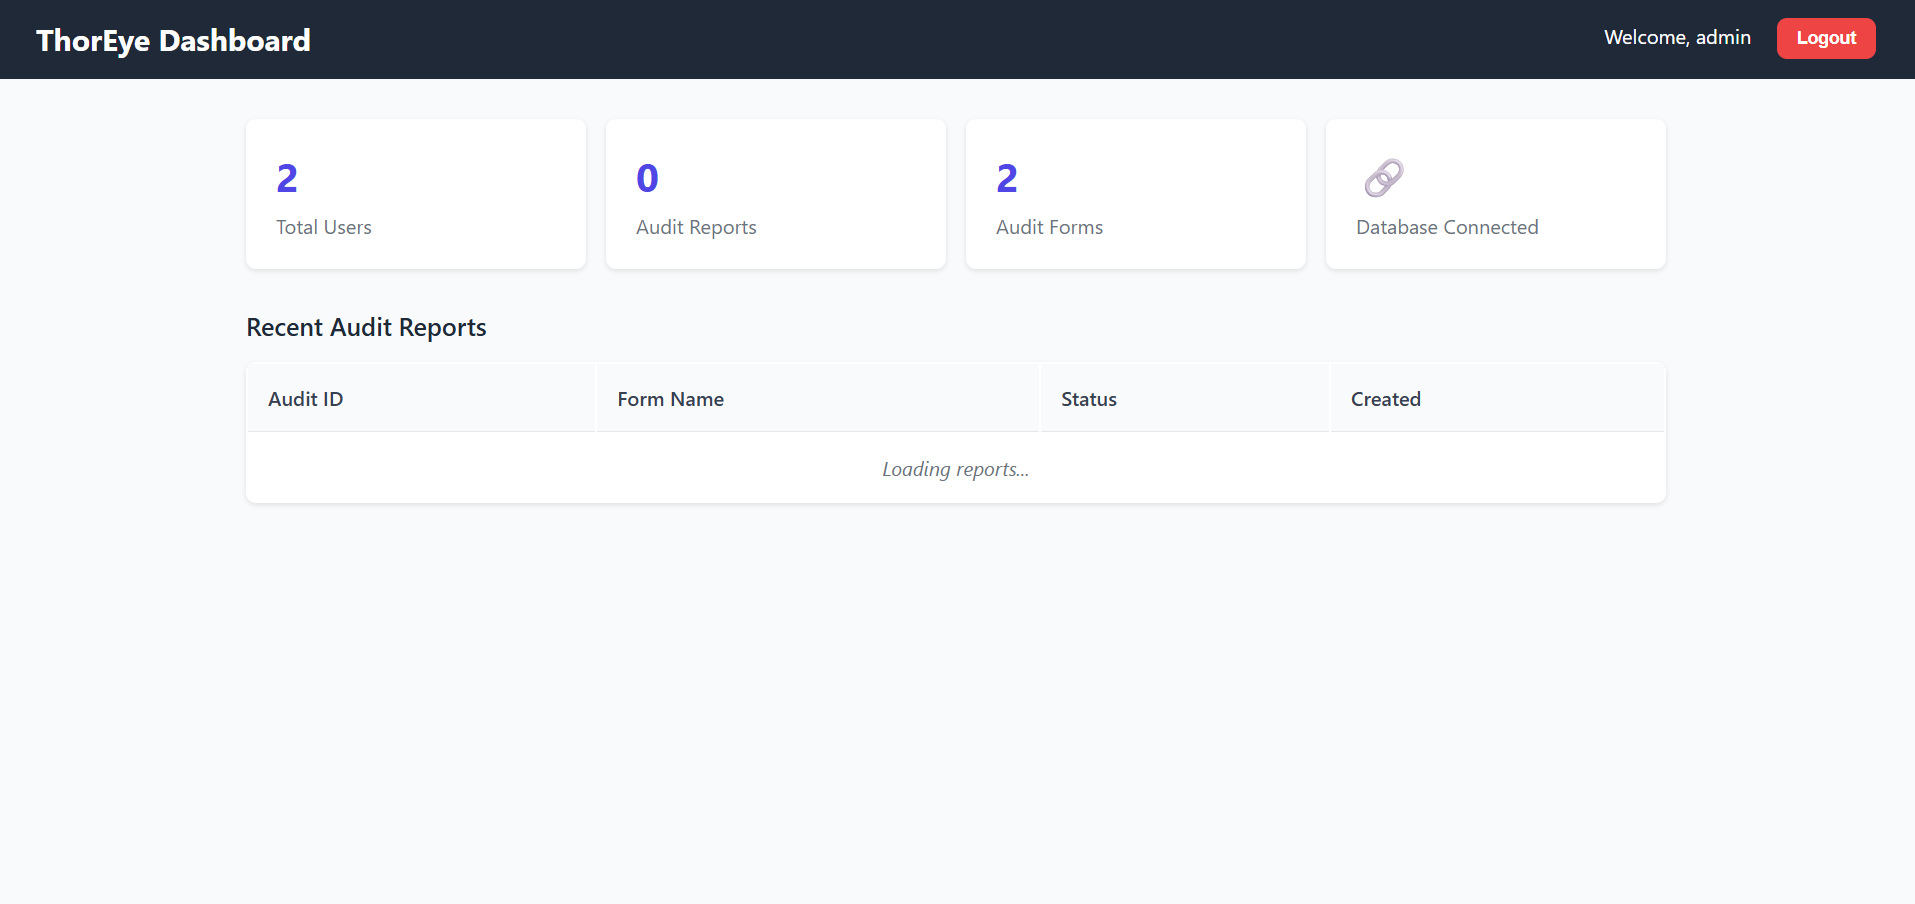 ThorEye Dashboard
Welcome, admin
Logout
2
Total Users
0
Audit Reports
2
Audit Forms
Database Connected
Recent Audit Reports
Audit ID Form Name Status Created
Loading reports...